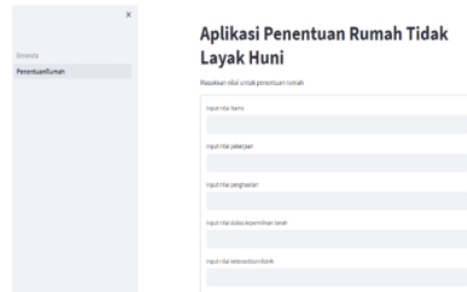 ×
Beranda
PenentuanRumah
Aplikasi Penentuan Rumah Tidak
Layak Huni
Masukkan nilai untuk penentuan rumah
Input nilai Nama
Input nilai pekerjaan
Input nilai penghasilan
Input nilai status kepemilikan tanah
Input nilai ketersediaan listrik